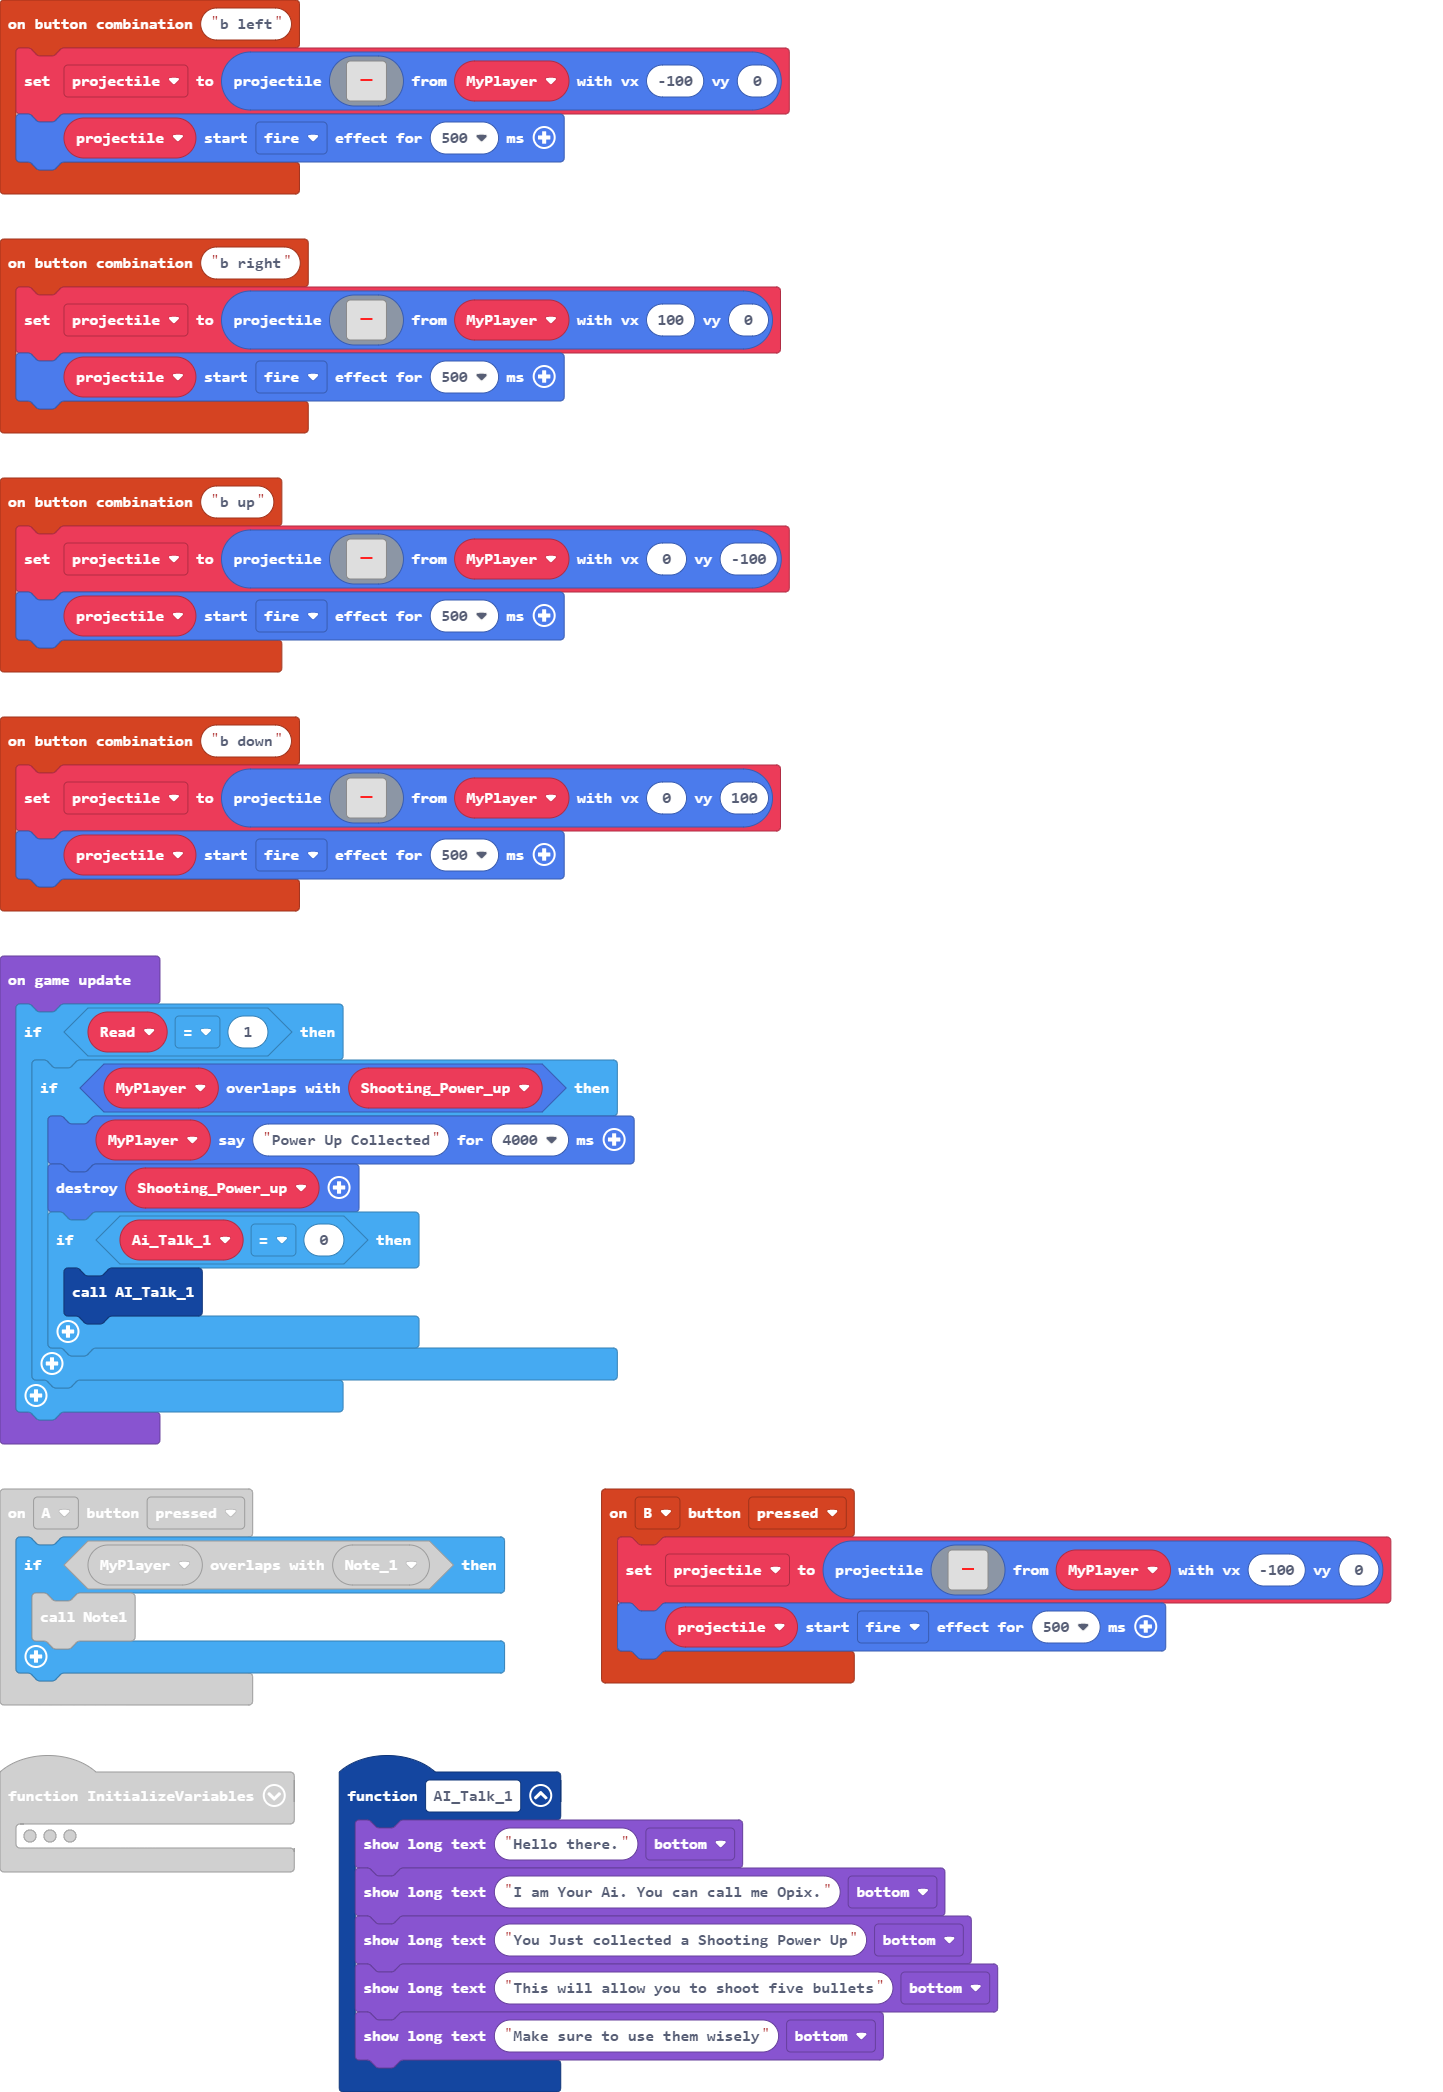 on button combination "b left"
set projectile to projectile from MyPlayer with vx -100 vy 0
projectile start fire effect for 500 ms
on button combination "b right"
set projectile to projectile from MyPlayer with vx 100 vy 0
projectile start fire effect for 500 ms
on button combination "b up"
set projectile to projectile from MyPlayer with vx 0 vy -100
projectile start fire effect for 500 ms
on button combination "b down"
set projectile to projectile from MyPlayer with vx 0 vy 100
projectile start fire effect for 500 ms
on game update
if Read = 1 then
if MyPlayer overlaps with Shooting_Power_up then
MyPlayer say "Power Up Collected" for 4000 ms
destroy Shooting_Power_up
if Ai_Talk_1 = 0 then
call AI_Talk_1
on A button pressed
if MyPlayer overlaps with Note_1 then
call Note1
on B button pressed
set projectile to projectile from MyPlayer with vx -100 vy 0
projectile start fire effect for 500 ms
function InitializeVariables
function AI_Talk_1
show long text "Hello there." bottom
show long text "I am Your Ai. You can call me Opix." bottom
show long text "You Just collected a Shooting Power Up" bottom
show long text "This will allow you to shoot five bullets" bottom
show long text "Make sure to use them wisely" bottom